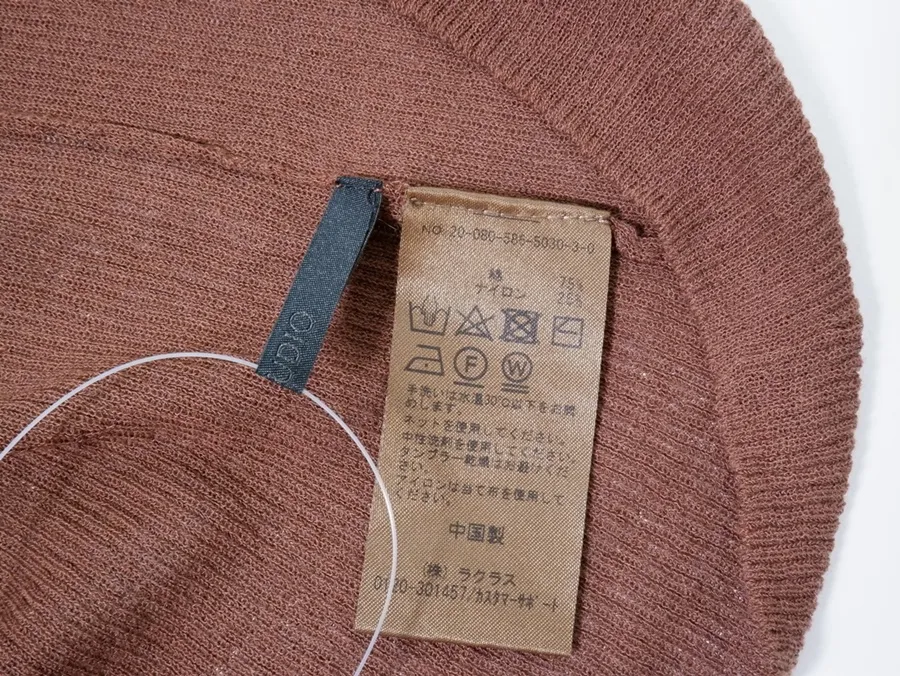 UDIO
NO. 20-080-586-5030-3-0
綿 75%
ナイロン 25%
F W
手洗いは水温30℃以下をお勧
めします。
ネットを使用してください。
中性洗剤を使用してください。
タンブラー乾燥はお避けくだ
さい。
アイロンは当て布を使用して
ください。
中国製
(株) ラクラス
0120-301457/カスタマーサポート